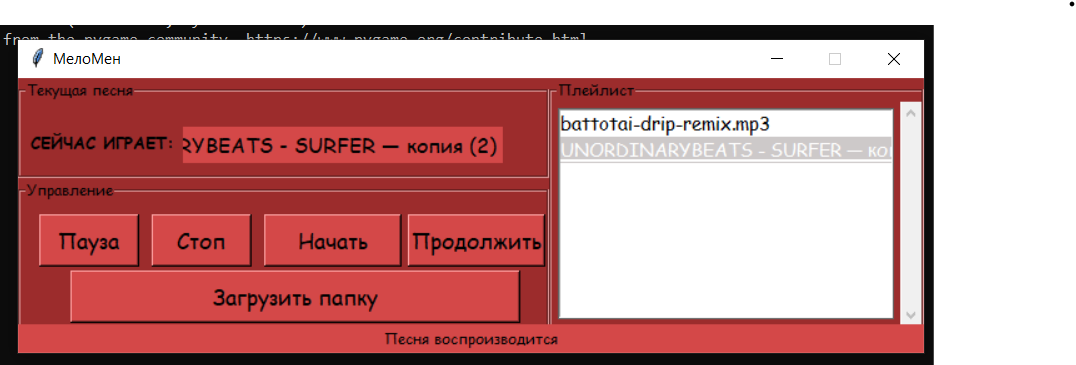 from the pygame community. https://www.pygame.org/contribute.html
МелоМен
Текущая песня
СЕЙЧАС ИГРАЕТ:
RYBEATS - SURFER — копия (2)
Управление
Пауза
Стоп
Начать
Продолжить
Загрузить папку
Плейлист
battotai-drip-remix.mp3
UNORDINARYBEATS - SURFER — коп
Песня воспроизводится